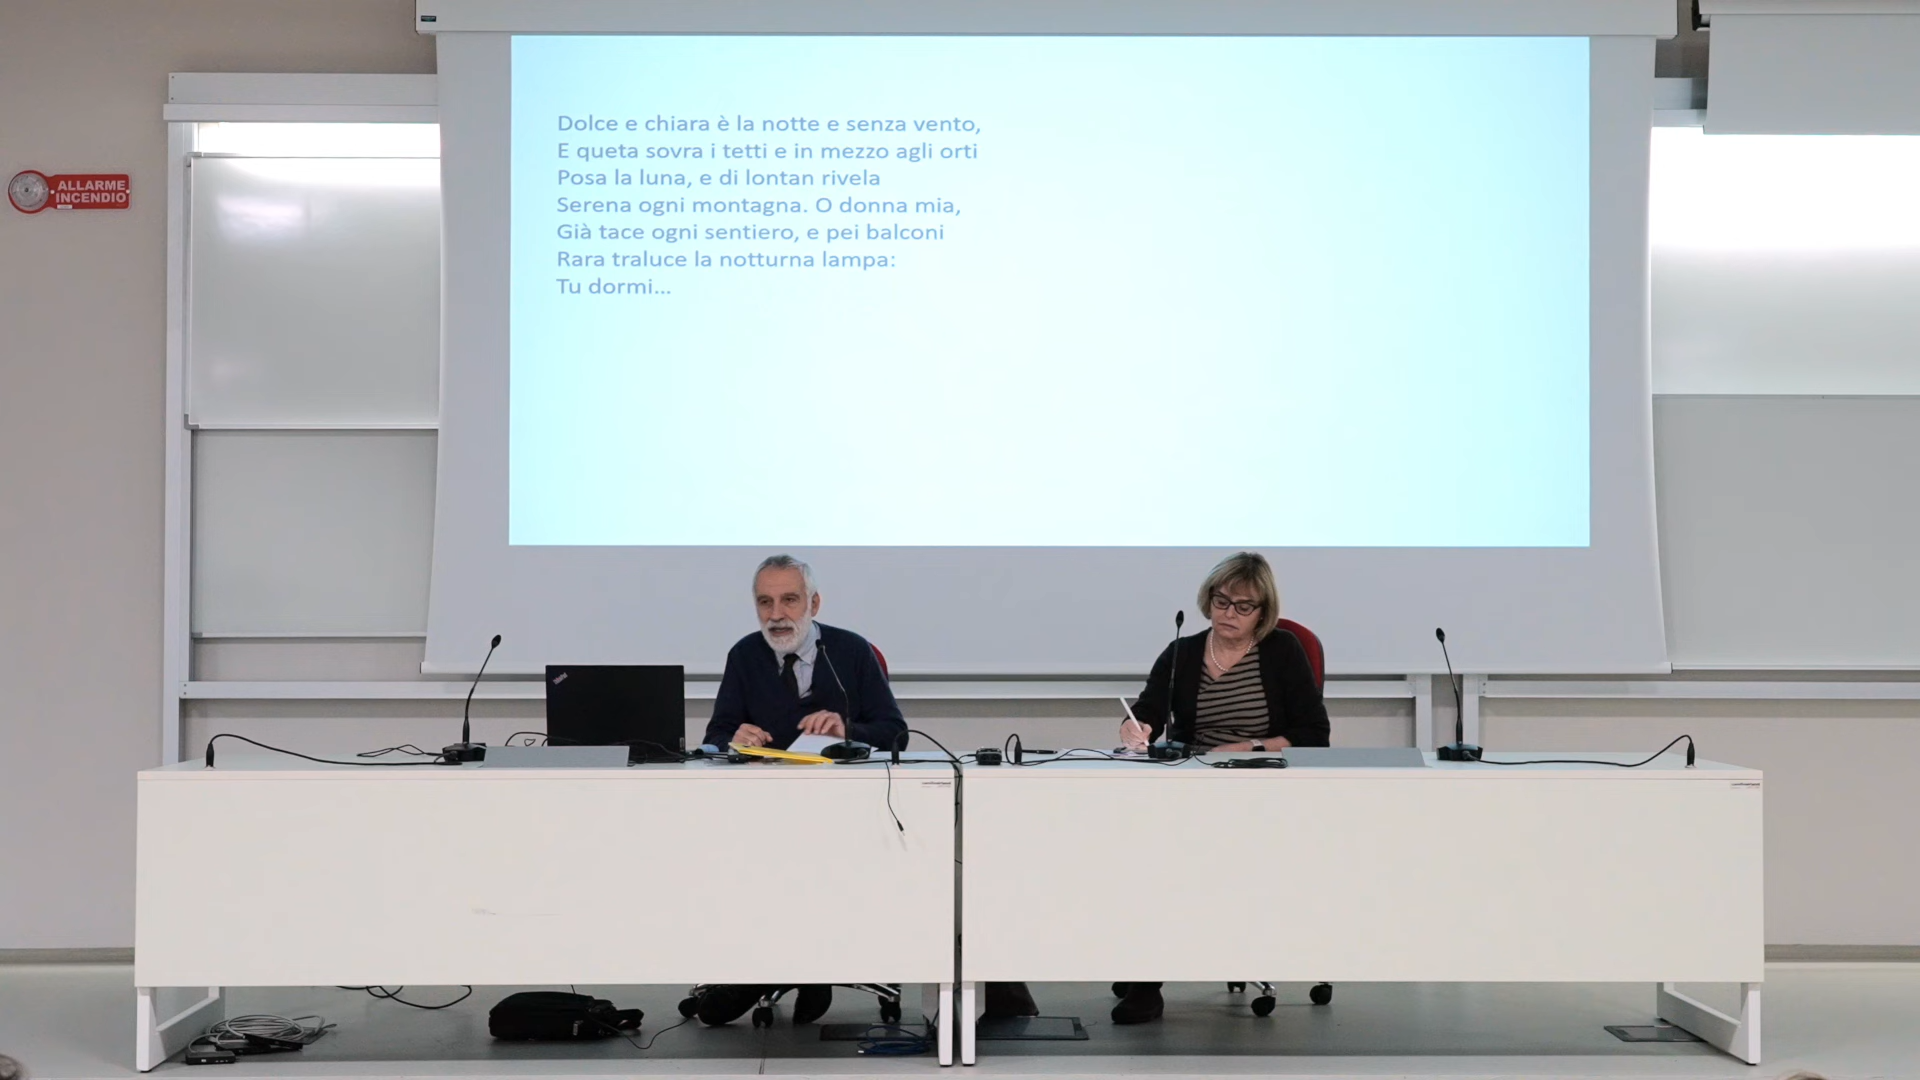 ALLARME
INCENDIO
Dolce e chiara è la notte e senza vento,
E queta sovra i tetti e in mezzo agli orti
Posa la luna, e di lontan rivela
Serena ogni montagna. O donna mia,
Già tace ogni sentiero, e pei balconi
Rara traluce la notturna lampa:
Tu dormi...
ThinkPad